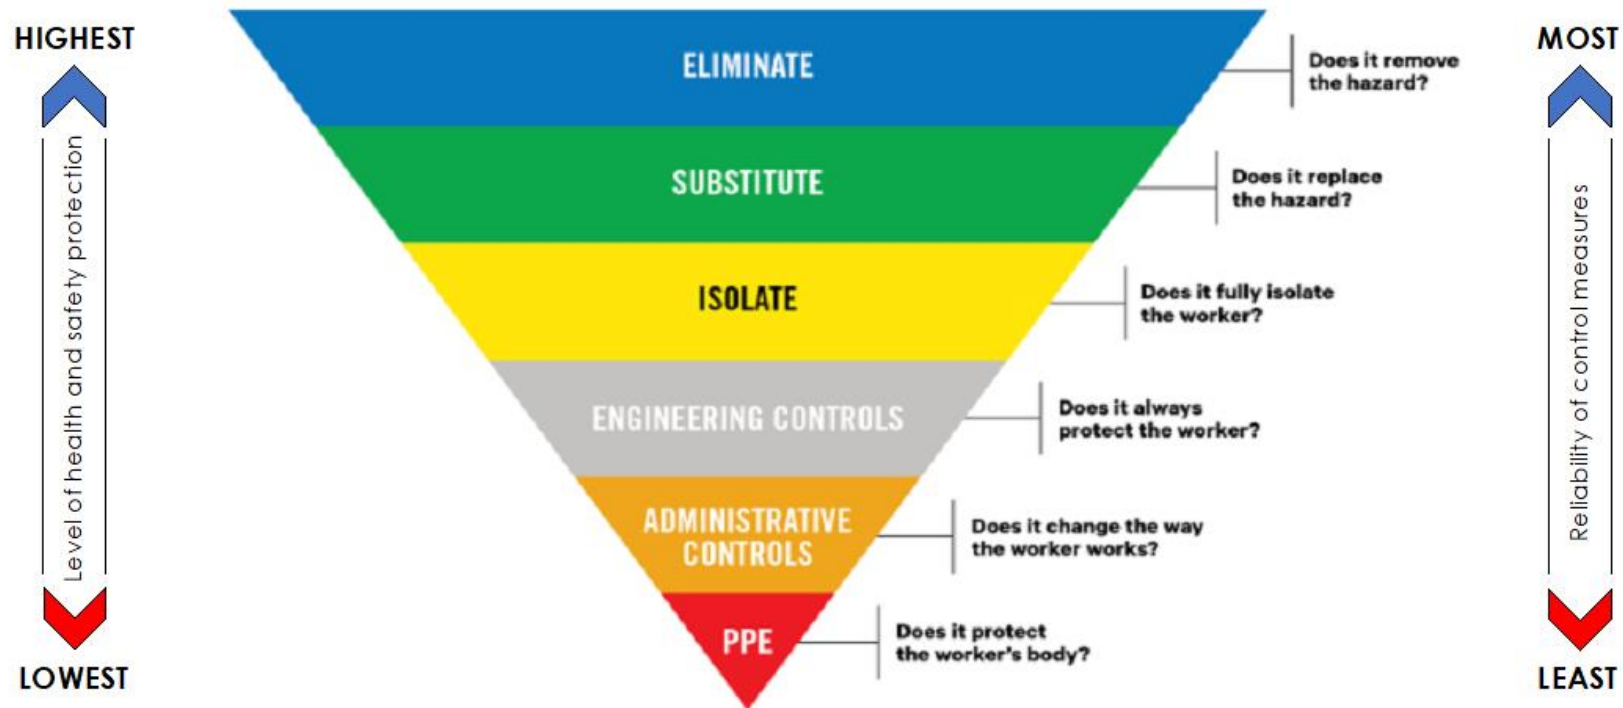 HIGHEST
Level of health and safety protection
LOWEST
ELIMINATE
Does it remove
the hazard?
SUBSTITUTE
Does it replace
the hazard?
ISOLATE
Does it fully isolate
the worker?
ENGINEERING CONTROLS
Does it always
protect the worker?
ADMINISTRATIVE
CONTROLS
Does it change the way
the worker works?
PPE
Does it protect
the worker's body?
MOST
Reliability of control measures
LEAST